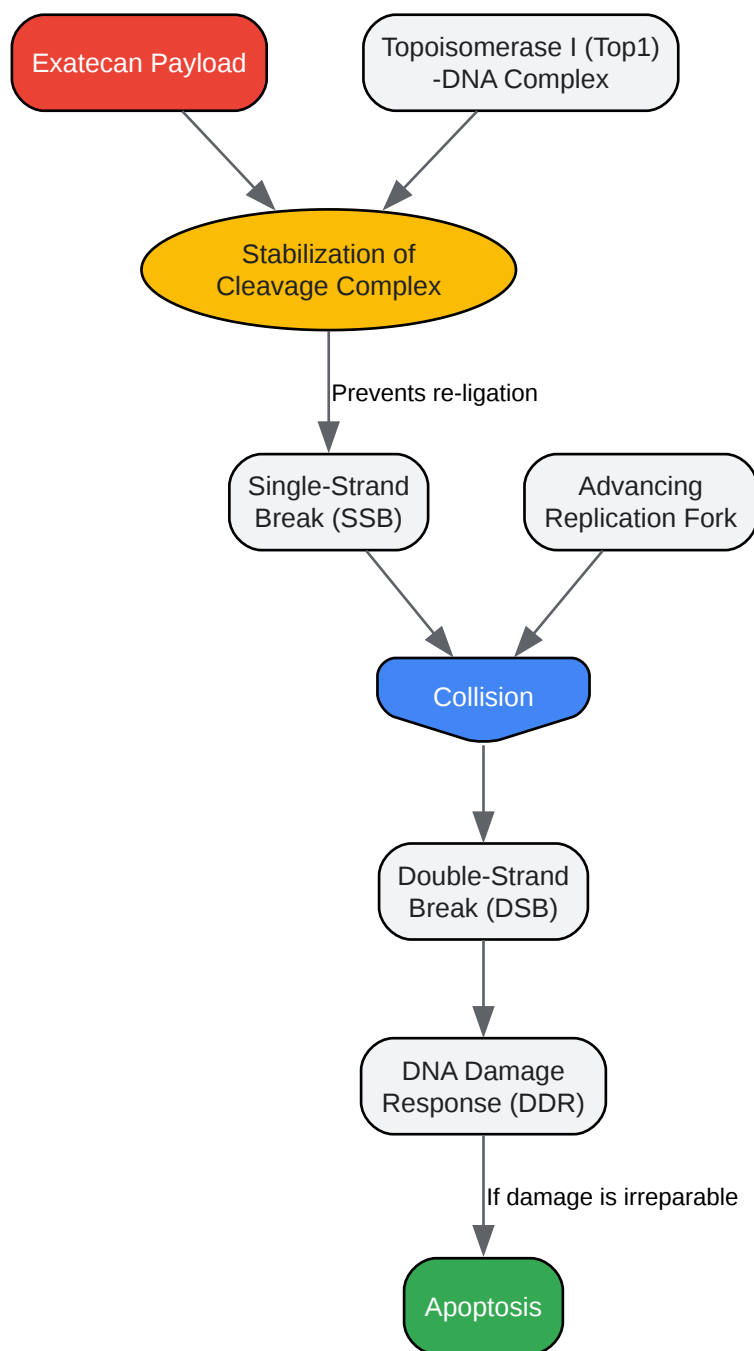 Exatecan Payload
Topoisomerase I (Top1)
-DNA Complex
Stabilization of
Cleavage Complex
Prevents re-ligation
Single-Strand
Break (SSB)
Advancing
Replication Fork
Collision
Double-Strand
Break (DSB)
DNA Damage
Response (DDR)
If damage is irreparable
Apoptosis